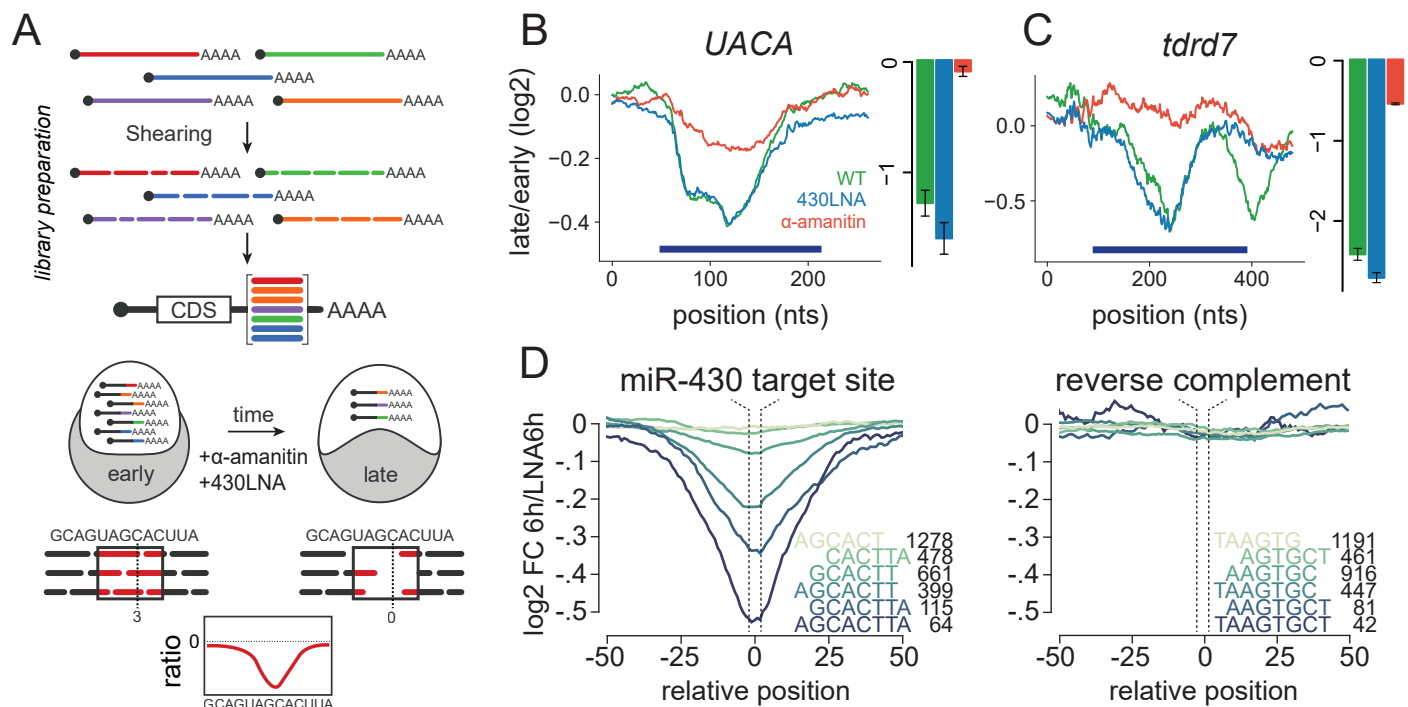 A
AAAA
AAAA
AAAA
AAAA
AAAA
Shearing
library preparation
AAAA
AAAA
AAAA
AAAA
AAAA
CDS
AAAA
AAAA
AAAA
AAAA
AAAA
AAAA
AAAA
AAAA
early
time
+α-amanitin
+430LNA
AAAA
AAAA
AAAA
late
GCAGUAGCACUUA
3
GCAGUAGCACUUA
0
ratio
0
GCAGUAGCACUUA
B
UACA
late/early (log2)
0.0
−0.2
−0.4
WT
430LNA
α-amanitin
0
100
200
position (nts)
0
−1
C
tdrd7
0.0
−0.5
0
200
400
position (nts)
0
−1
−2
D
miR-430 target site
log2 FC 6h/LNA6h
0
-.1
-.2
-.3
-.4
-.5
AGCACT 1278
CACTTA 478
GCACTT 661
AGCACTT 399
GCACTTA 115
AGCACTTA 64
-50
-25
0
25
50
relative position
reverse complement
0
-.1
-.2
-.3
-.4
-.5
TAAGTG 1191
AGTGCT 461
AAGTGC 916
TAAGTGC 447
AAGTGCT 81
TAAGTGCT 42
-50
-25
0
25
50
relative position